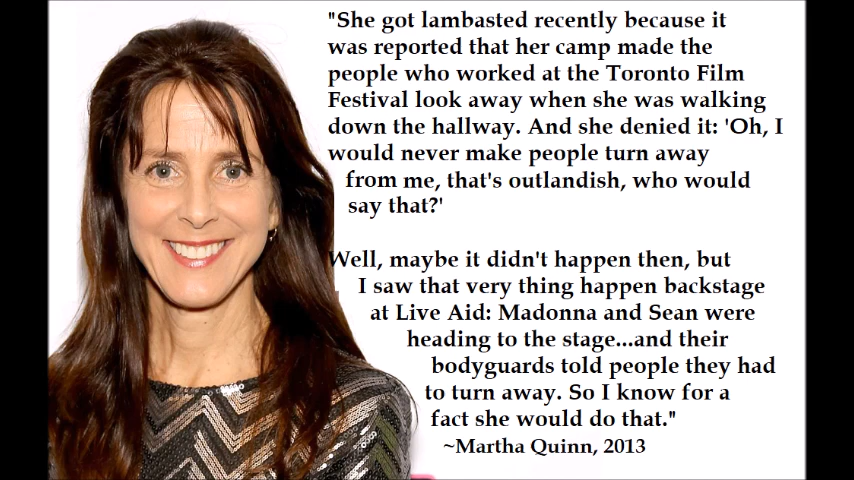 "She got lambasted recently because it
was reported that her camp made the
people who worked at the Toronto Film
Festival look away when she was walking
down the hallway. And she denied it: 'Oh, I
would never make people turn away
from me, that's outlandish, who would
say that?'
Well, maybe it didn't happen then, but
I saw that very thing happen backstage
at Live Aid: Madonna and Sean were
heading to the stage...and their
bodyguards told people they had
to turn away. So I know for a
fact she would do that."
~Martha Quinn, 2013